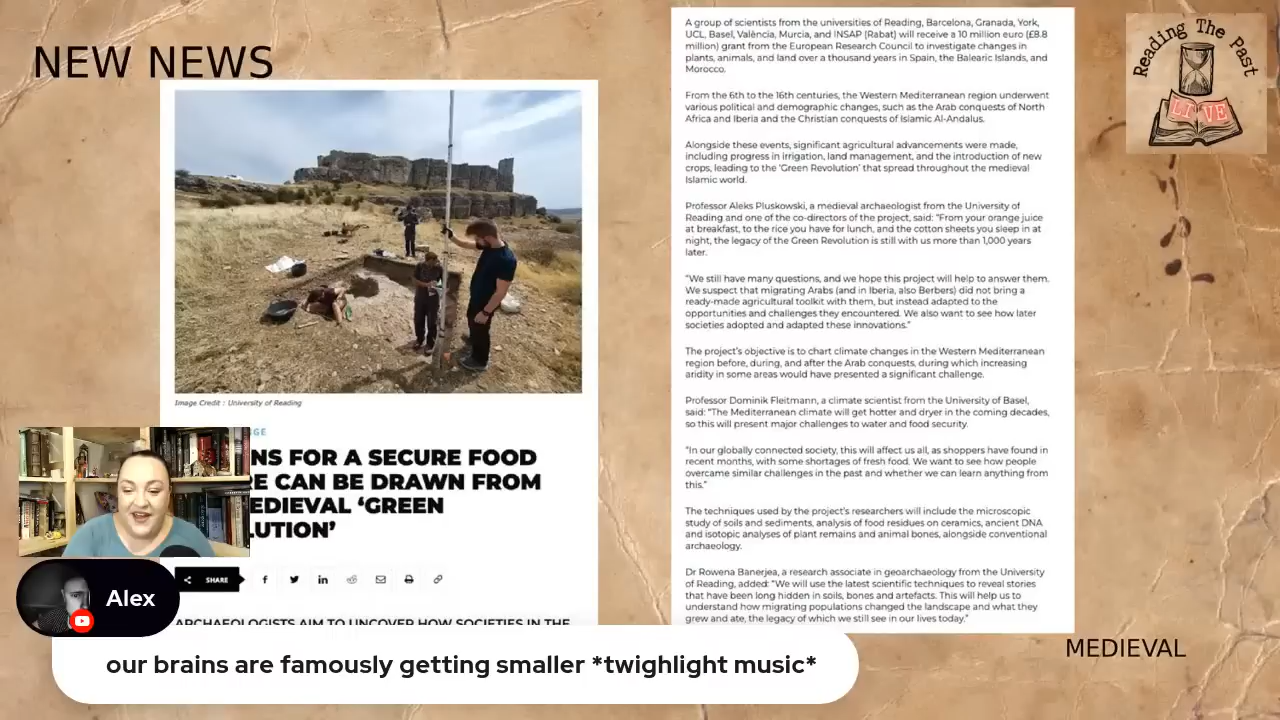 NEW NEWS
Image Credit : University of Reading
GE
NS FOR A SECURE FOOD
RE CAN BE DRAWN FROM
EDIEVAL ‘GREEN
LUTION’
SHARE
ARCHAEOLOGISTS AIM TO UNCOVER HOW SOCIETIES IN THE
A group of scientists from the universities of Reading, Barcelona, Granada, York,
UCL, Basel, València, Murcia, and INSAP (Rabat) will receive a 10 million euro (£8.8
million) grant from the European Research Council to investigate changes in
plants, animals, and land over a thousand years in Spain, the Balearic Islands, and
Morocco.
From the 6th to the 16th centuries, the Western Mediterranean region underwent
various political and demographic changes, such as the Arab conquests of North
Africa and Iberia and the Christian conquests of Islamic Al-Andalus.
Alongside these events, significant agricultural advancements were made,
including progress in irrigation, land management, and the introduction of new
crops, leading to the ‘Green Revolution’ that spread throughout the medieval
Islamic world.
Professor Aleks Pluskowski, a medieval archaeologist from the University of
Reading and one of the co-directors of the project, said: “From your orange juice
at breakfast, to the rice you have for lunch, and the cotton sheets you sleep in at
night, the legacy of the Green Revolution is still with us more than 1,000 years
later.
“We still have many questions, and we hope this project will help to answer them.
We suspect that migrating Arabs (and in Iberia, also Berbers) did not bring a
ready-made agricultural toolkit with them, but instead adapted to the
opportunities and challenges they encountered. We also want to see how later
societies adopted and adapted these innovations.”
The project’s objective is to chart climate changes in the Western Mediterranean
region before, during, and after the Arab conquests, during which increasing
aridity in some areas would have presented a significant challenge.
Professor Dominik Fleitmann, a climate scientist from the University of Basel,
said: “The Mediterranean climate will get hotter and dryer in the coming decades,
so this will present major challenges to water and food security.
“In our globally connected society, this will affect us all, as shoppers have found in
recent months, with some shortages of fresh food. We want to see how people
overcame similar challenges in the past and whether we can learn anything from
this.”
The techniques used by the project’s researchers will include the microscopic
study of soils and sediments, analysis of food residues on ceramics, ancient DNA
and isotopic analyses of plant remains and animal bones, alongside conventional
archaeology.
Dr Rowena Banerjea, a research associate in geoarchaeology from the University
of Reading, added: “We will use the latest scientific techniques to reveal stories
that have been long hidden in soils, bones and artefacts. This will help us to
understand how migrating populations changed the landscape and what they
grew and ate, the legacy of which we still see in our lives today.”
Reading The Past
LIVE
MEDIEVAL
Alex
our brains are famously getting smaller *twighlight music*